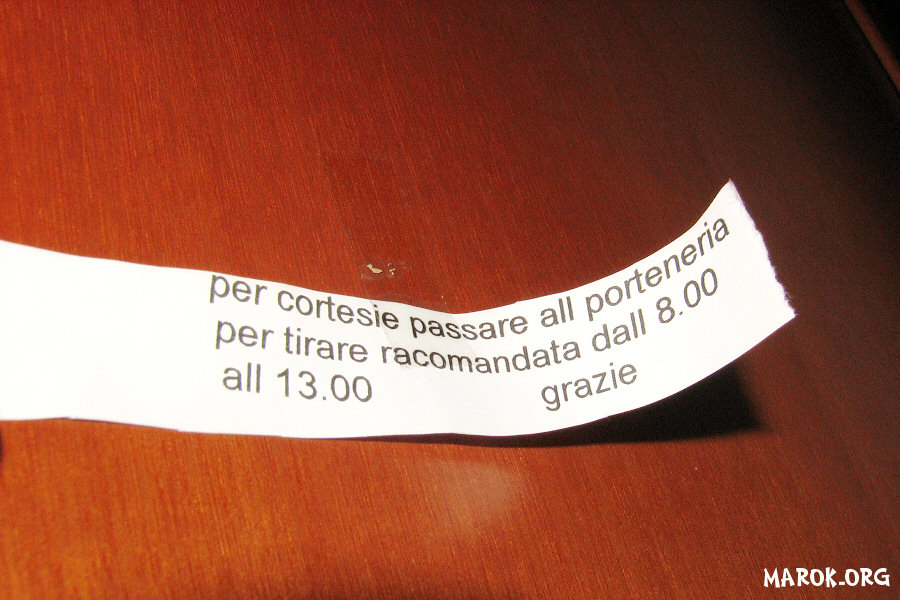 per cortesie passare all porteneria
per tirare racomandata dall 8.00
all 13.00 grazie
MAROK.ORG